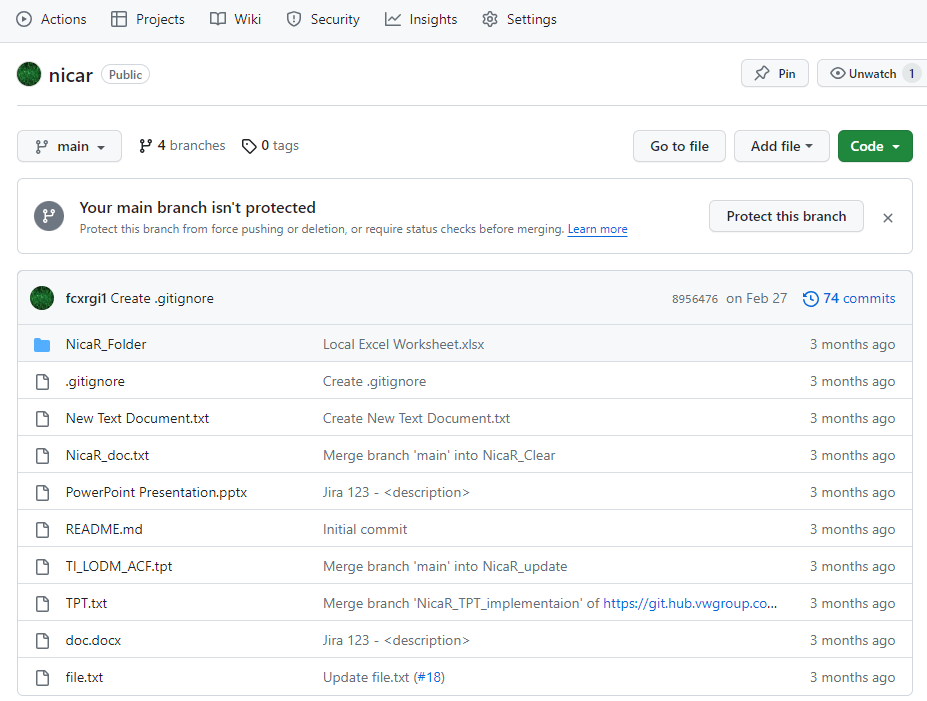 Actions Projects Wiki Security Insights Settings
nicar Public Pin Unwatch 1
main 4 branches 0 tags Go to file Add file Code
Your main branch isn't protected
Protect this branch from force pushing or deletion, or require status checks before merging. Learn more
Protect this branch
fcxrgi1 Create .gitignore 8956476 on Feb 27 74 commits
NicaR_Folder Local Excel Worksheet.xlsx 3 months ago
.gitignore Create .gitignore 3 months ago
New Text Document.txt Create New Text Document.txt 3 months ago
NicaR_doc.txt Merge branch 'main' into NicaR_Clear 3 months ago
PowerPoint Presentation.pptx Jira 123 - <description> 3 months ago
README.md Initial commit 3 months ago
TI_LODM_ACF.tpt Merge branch 'main' into NicaR_update 3 months ago
TPT.txt Merge branch 'NicaR_TPT_implementaion' of https://git.hub.vwgroup.co... 3 months ago
doc.docx Jira 123 - <description> 3 months ago
file.txt Update file.txt (#18) 3 months ago